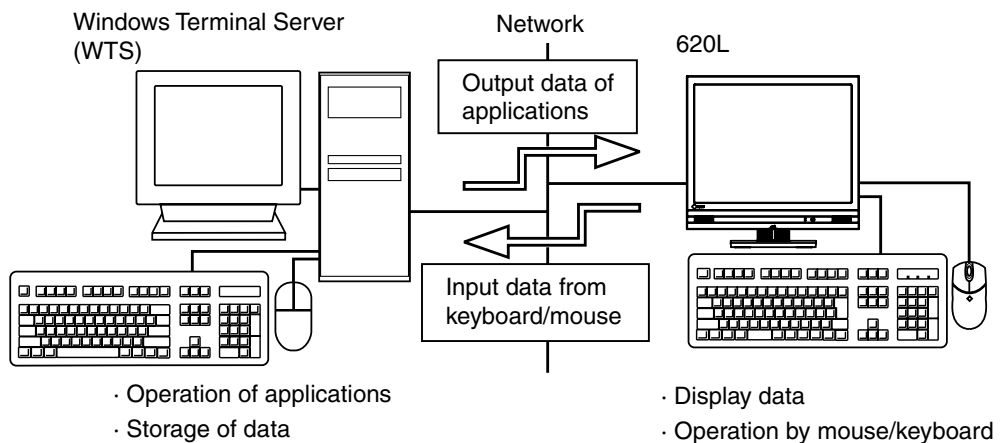 Windows Terminal Server
(WTS)
Network
620L
Output data of
applications
Input data from
keyboard/mouse
· Operation of applications
· Storage of data
· Display data
· Operation by mouse/keyboard